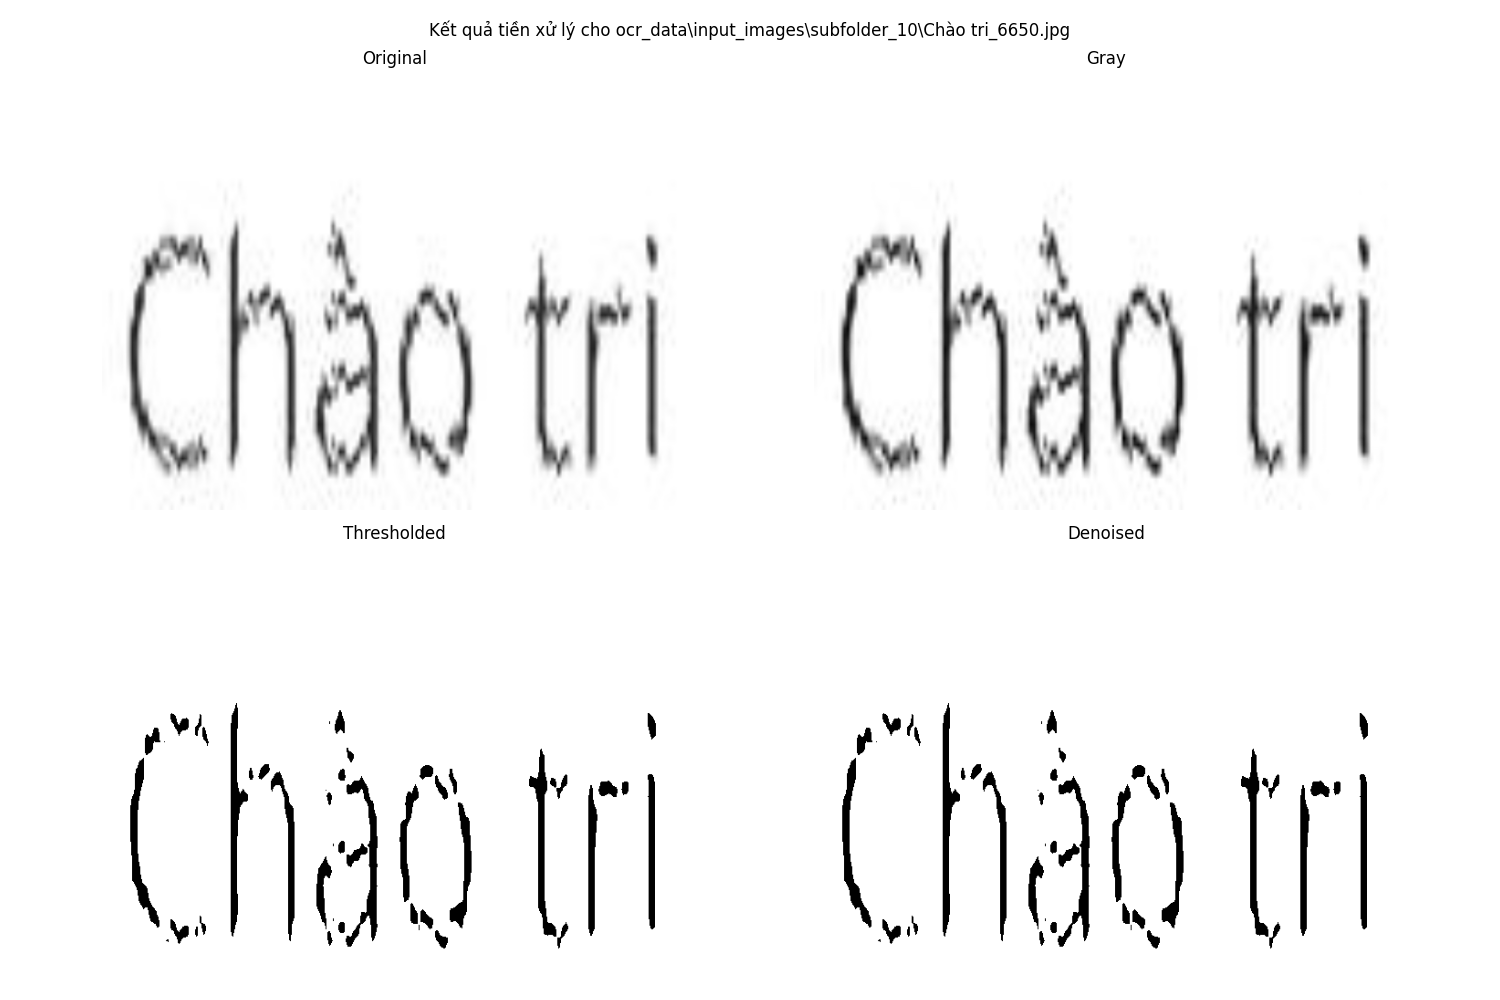 Kết quả tiền xử lý cho ocr_data\input_images\subfolder_10\Chào tri_6650.jpg
Original
Gray
Chào tri
Chào tri
Thresholded
Denoised
Chào tri
Chào tri